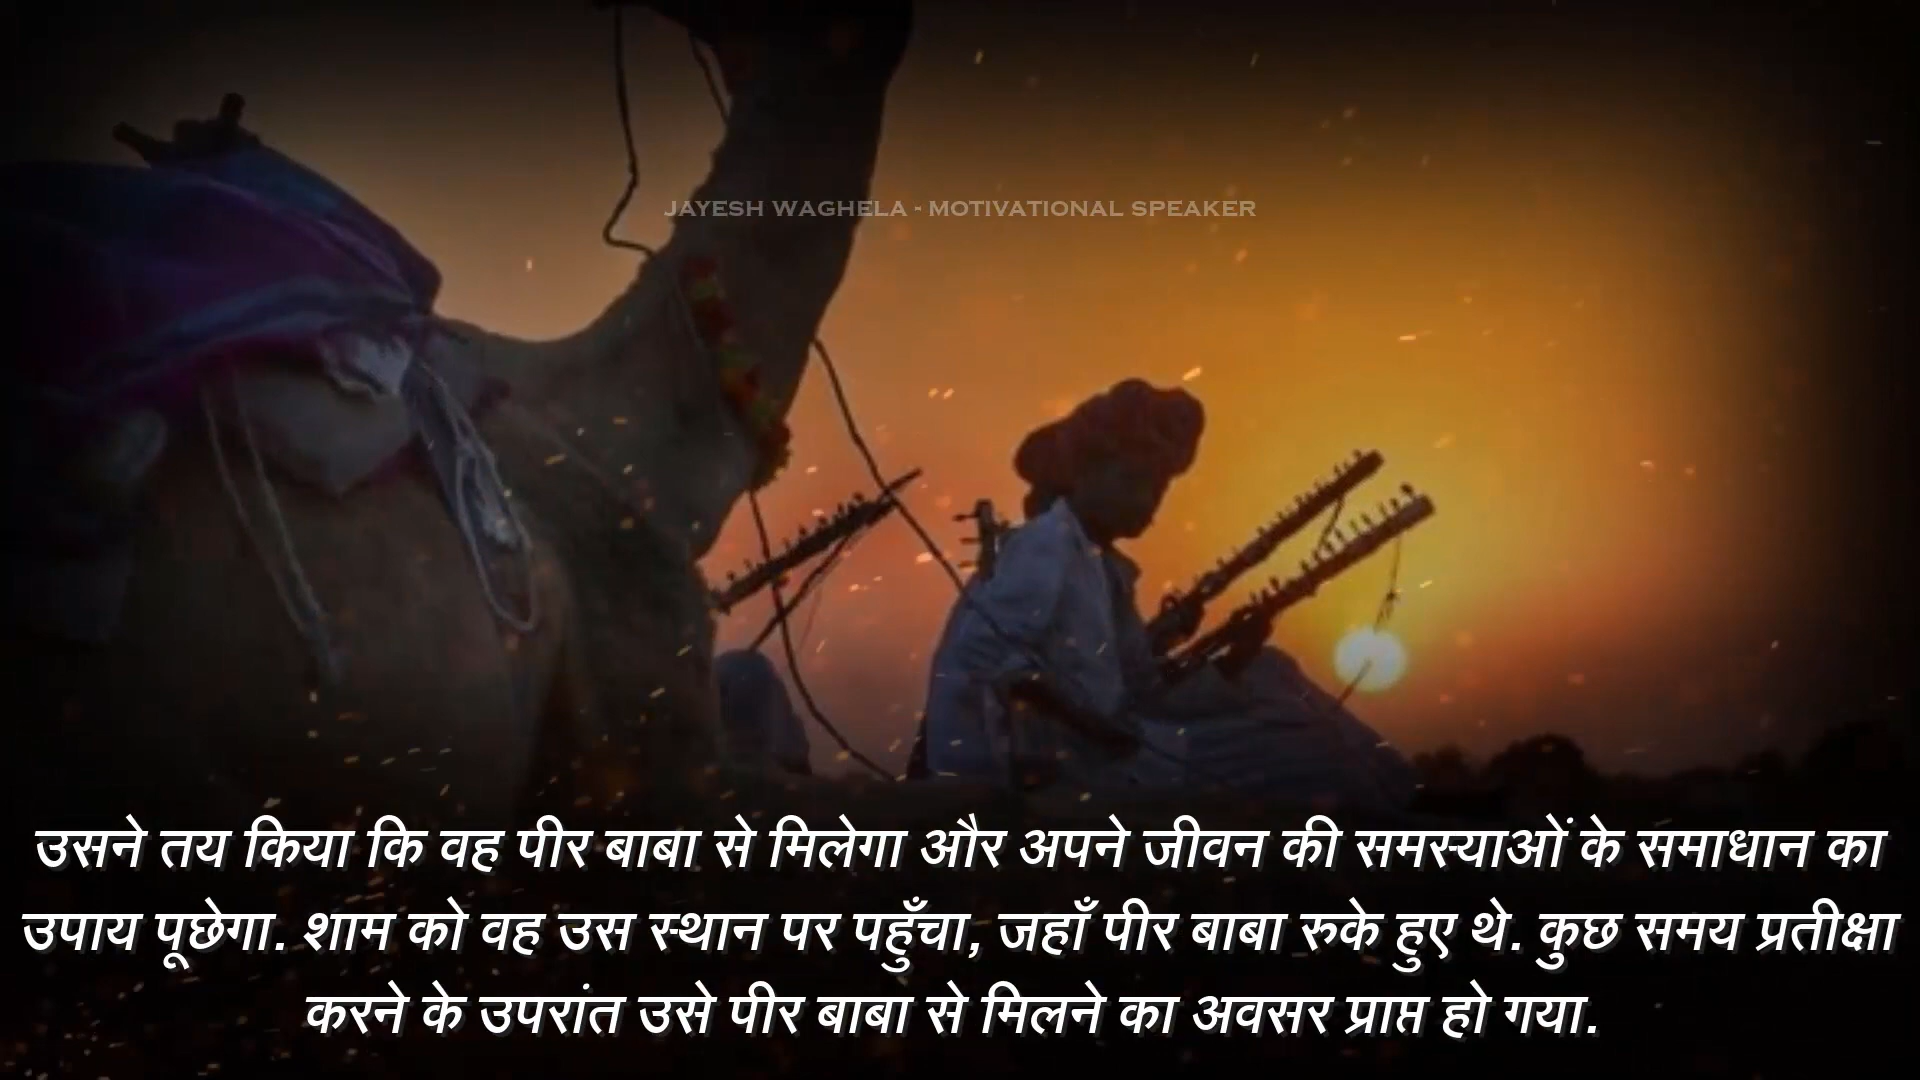 JAYESH WAGHELA - MOTIVATIONAL SPEAKER
उसने तय किया कि वह पीर बाबा से मिलेगा और अपने जीवन की समस्याओं के समाधान का
उपाय पूछेगा. शाम को वह उस स्थान पर पहुँचा, जहाँ पीर बाबा रुके हुए थे. कुछ समय प्रतीक्षा
करने के उपरांत उसे पीर बाबा से मिलने का अवसर प्राप्त हो गया.